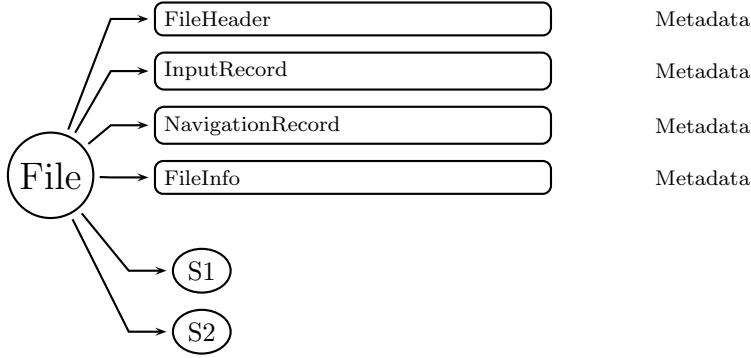 FileHeader Metadata
InputRecord Metadata
NavigationRecord Metadata
File
FileInfo Metadata
S1
S2